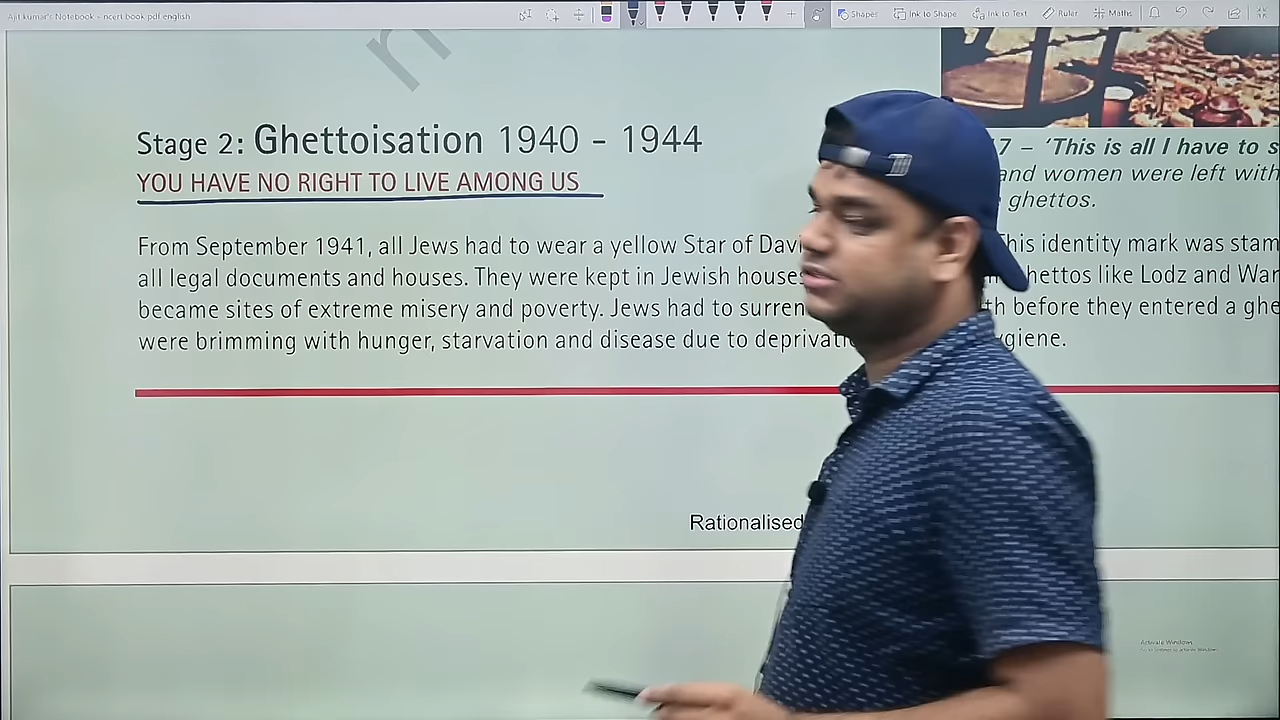 Ajit kumar's Notebook - ncert book pdf english
Shapes
Ink to Shape
Ink to Text
Ruler
Maths
n
Stage 2: Ghettoisation 1940 – 1944
YOU HAVE NO RIGHT TO LIVE AMONG US
7 – ‘This is all I have to s
and women were left with
ghettos.
From September 1941, all Jews had to wear a yellow Star of Davi his identity mark was stam
all legal documents and houses. They were kept in Jewish houses hettos like Lodz and War
became sites of extreme misery and poverty. Jews had to surren th before they entered a ghe
were brimming with hunger, starvation and disease due to deprivati ygiene.
Rationalised
Activate Windows